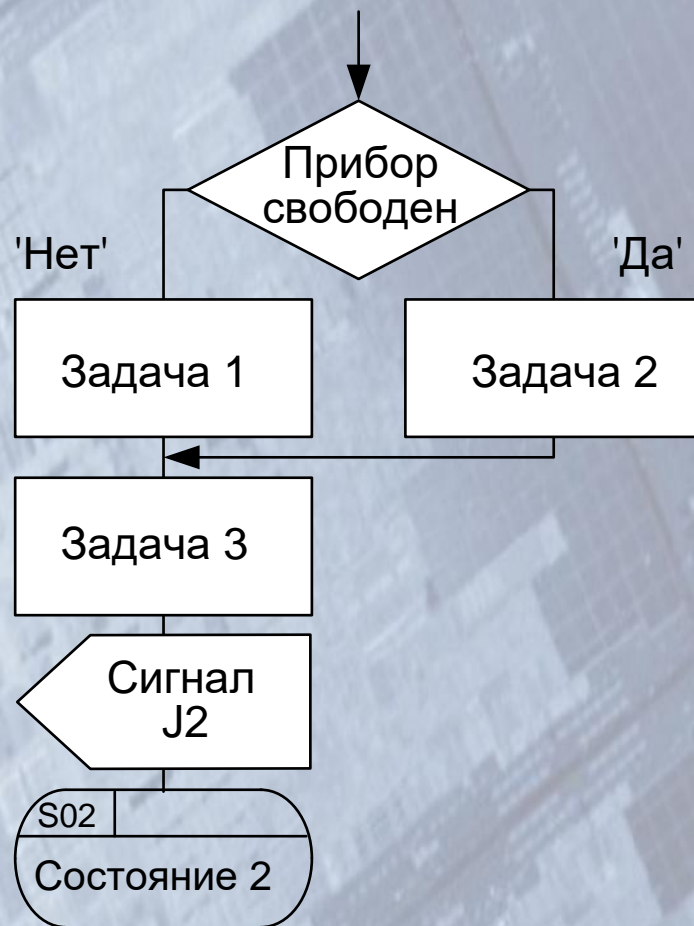 Прибор
свободен
'Нет'
'Да'
Задача 1
Задача 2
Задача 3
Сигнал
J2
S02
Состояние 2